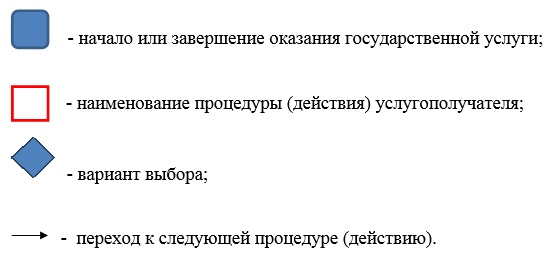 - начало или завершение оказания государственной услуги;
- наименование процедуры (действия) услугополучателя;
- вариант выбора;
- переход к следующей процедуре (действию).